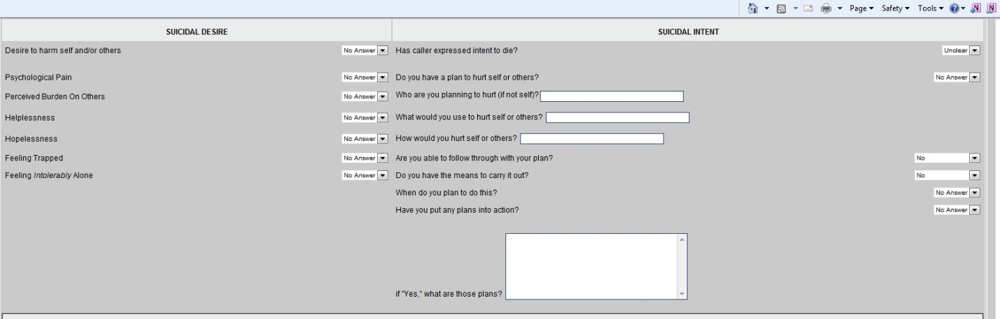 Page Safety Tools
SUICIDAL DESIRE SUICIDAL INTENT
Desire to harm self and/or others No Answer Has caller expressed intent to die? Unclear
Psychological Pain No Answer Do you have a plan to hurt self or others? No Answer
Perceived Burden On Others No Answer Who are you planning to hurt (if not self)?
Helplessness No Answer What would you use to hurt self or others?
Hopelessness No Answer How would you hurt self or others?
Feeling Trapped No Answer Are you able to follow through with your plan? No
Feeling Intolerably Alone No Answer Do you have the means to carry it out? No
When do you plan to do this? No Answer
Have you put any plans into action? No Answer
if "Yes," what are those plans?